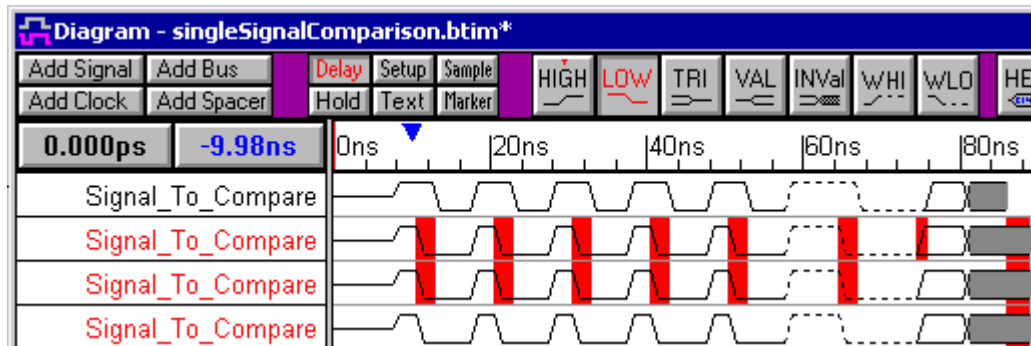 Diagram - singleSignalComparison.btim*
Add Signal Add Bus Delay Setup Sample HIGH LOW TRI VAL INVal WHI WLO
Add Clock Add Spacer Hold Text Marker
0.000ps -9.98ns 0ns 20ns 40ns 60ns 80ns
Signal_To_Compare
Signal_To_Compare
Signal_To_Compare
Signal_To_Compare